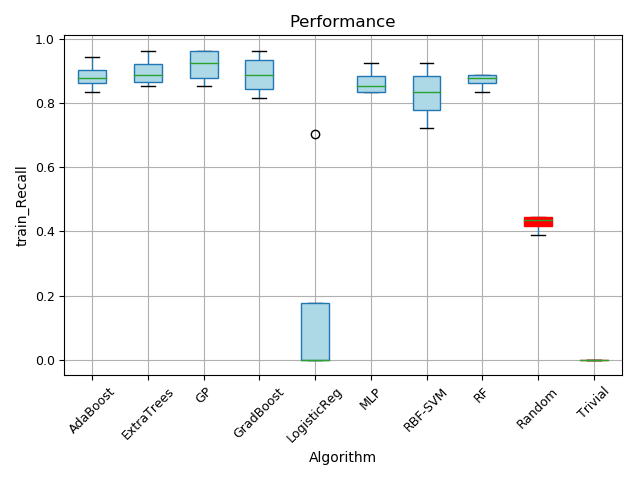 Performance
train_Recall
1.0
0.8
0.6
0.4
0.2
0.0
AdaBoost
ExtraTrees
GP
GradBoost
LogisticReg
MLP
RBF-SVM
RF
Random
Trivial
Algorithm